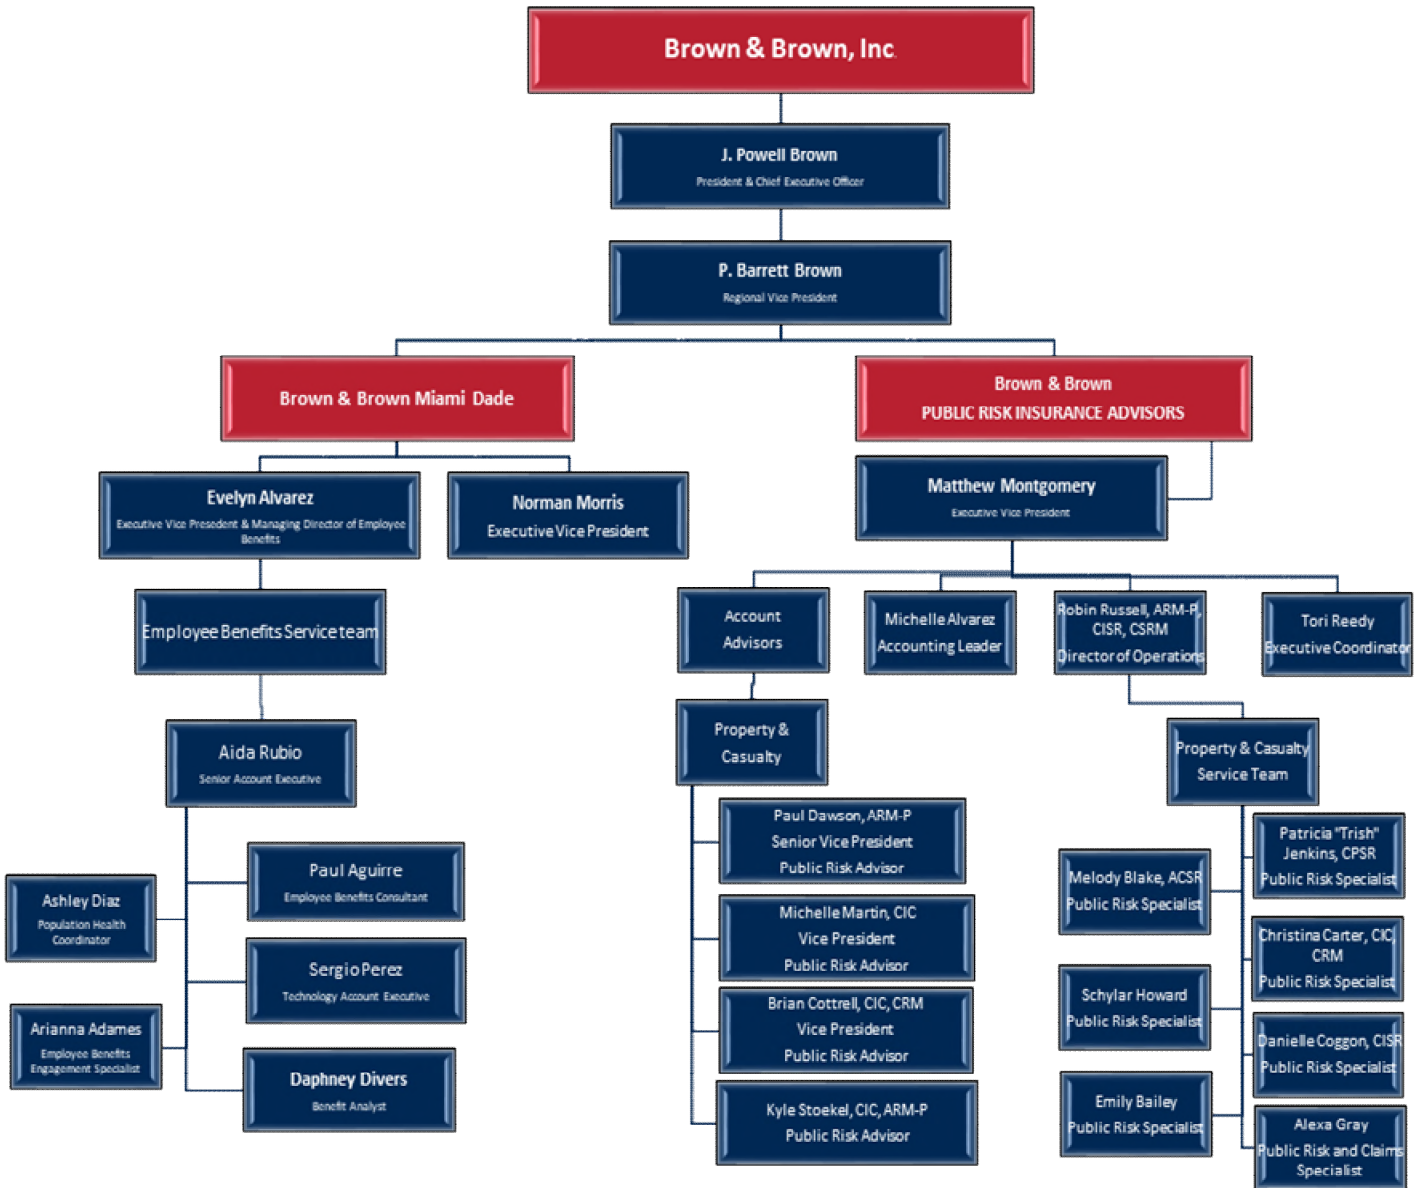 Brown & Brown, Inc.
J. Powell Brown
President & Chief Executive Officer
P. Barrett Brown
Regional Vice President
Brown & Brown Miami Dade
Brown & Brown
PUBLIC RISK INSURANCE ADVISORS
Evelyn Alvarez
Executive Vice Presedent & Managing Director of Employee
Benefits
Norman Morris
Executive Vice President
Matthew Montgomery
Executive Vice President
Employee Benefits Service team
Account
Advisors
Michelle Alvarez
Accounting Leader
Robin Russell, ARM-P,
CISR, CSRM
Director of Operations
Tori Reedy
Executive Coordinator
Aida Rubio
Senior Account Executive
Property &
Casualty
Property & Casualty
Service Team
Paul Aguirre
Employee Benefits Consultant
Ashley Diaz
Population Health
Coordinator
Sergio Perez
Technology Account Executive
Arianna Adames
Employee Benefits
Engagement Specialist
Daphney Divers
Benefit Analyst
Paul Dawson, ARM-P
Senior Vice President
Public Risk Advisor
Michelle Martin, CIC
Vice President
Public Risk Advisor
Brian Cottrell, CIC, CRM
Vice President
Public Risk Advisor
Kyle Stoekel, CIC, ARM-P
Public Risk Advisor
Patricia "Trish"
Jenkins, CPSR
Public Risk Specialist
Melody Blake, ACSR
Public Risk Specialist
Christina Carter, CIC,
CRM
Public Risk Specialist
Schylar Howard
Public Risk Specialist
Danielle Coggon, CISR
Public Risk Specialist
Emily Bailey
Public Risk Specialist
Alexa Gray
Public Risk and Claims
Specialist